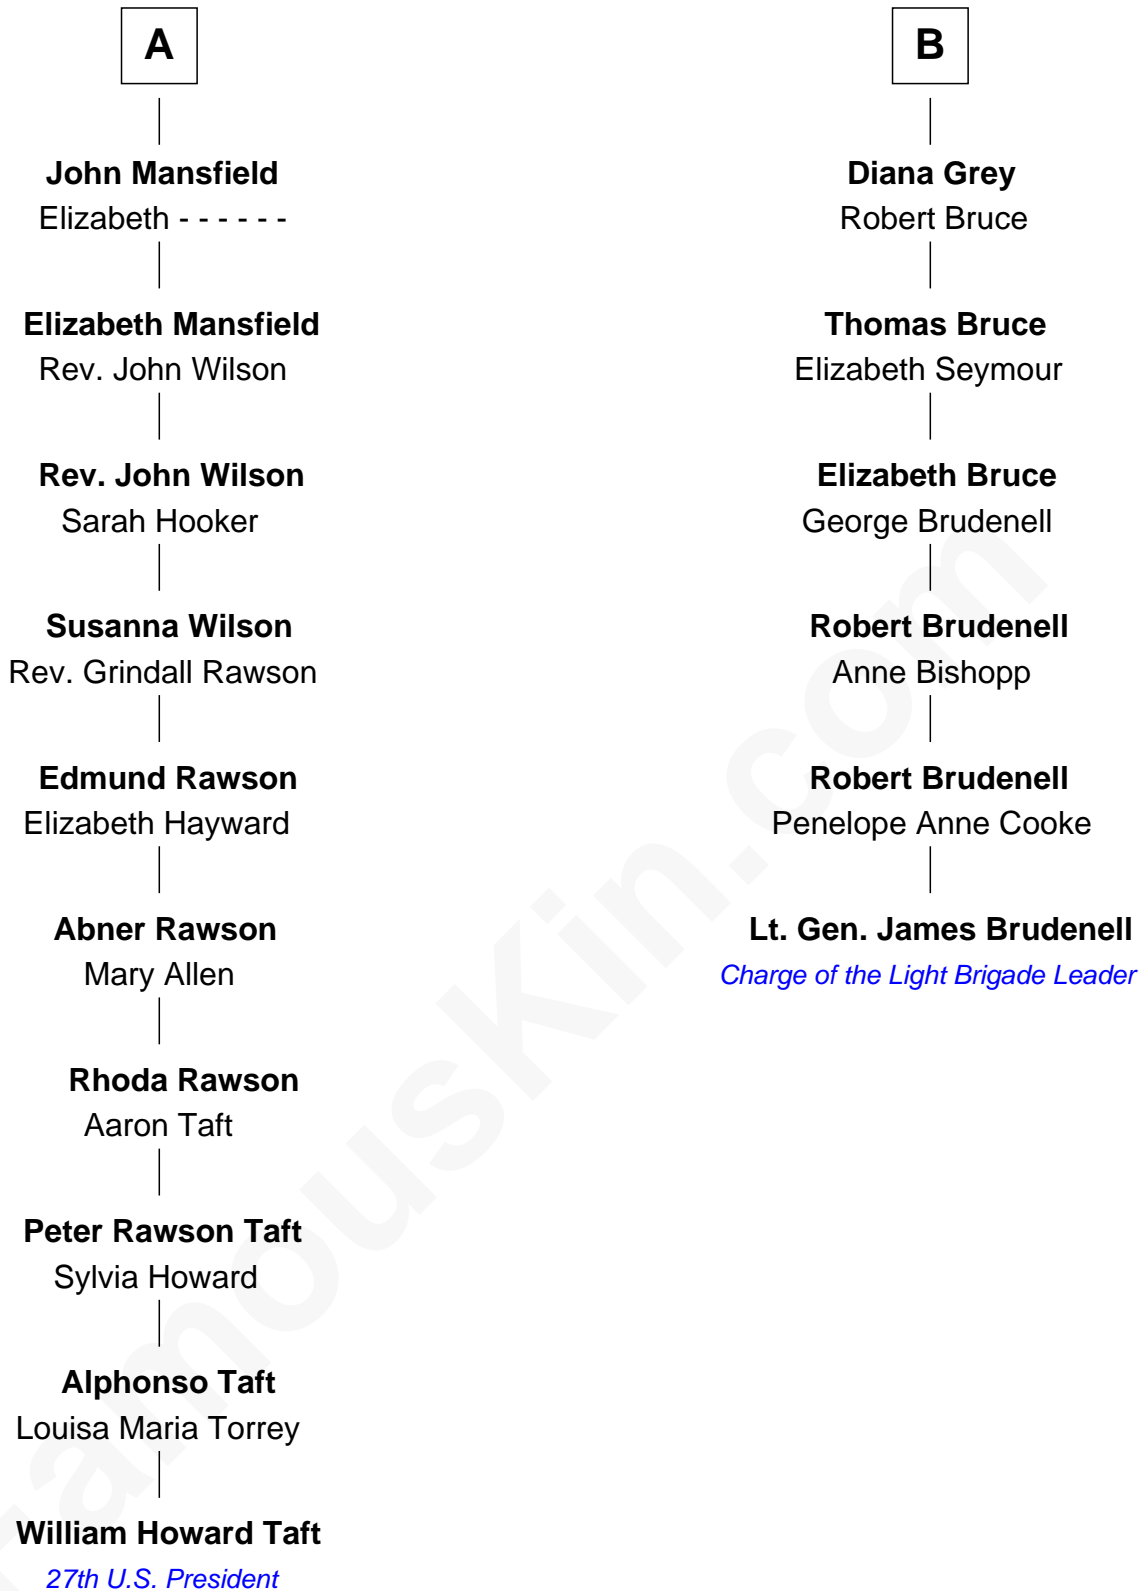 A
John Mansfield
Elizabeth - - - - - -
Elizabeth Mansfield
Rev. John Wilson
Rev. John Wilson
Sarah Hooker
Susanna Wilson
Rev. Grindall Rawson
Edmund Rawson
Elizabeth Hayward
Abner Rawson
Mary Allen
Rhoda Rawson
Aaron Taft
Peter Rawson Taft
Sylvia Howard
Alphonso Taft
Louisa Maria Torrey
William Howard Taft
27th U.S. President
B
Diana Grey
Robert Bruce
Thomas Bruce
Elizabeth Seymour
Elizabeth Bruce
George Brudenell
Robert Brudenell
Anne Bishopp
Robert Brudenell
Penelope Anne Cooke
Lt. Gen. James Brudenell
Charge of the Light Brigade Leader
famouskin.com